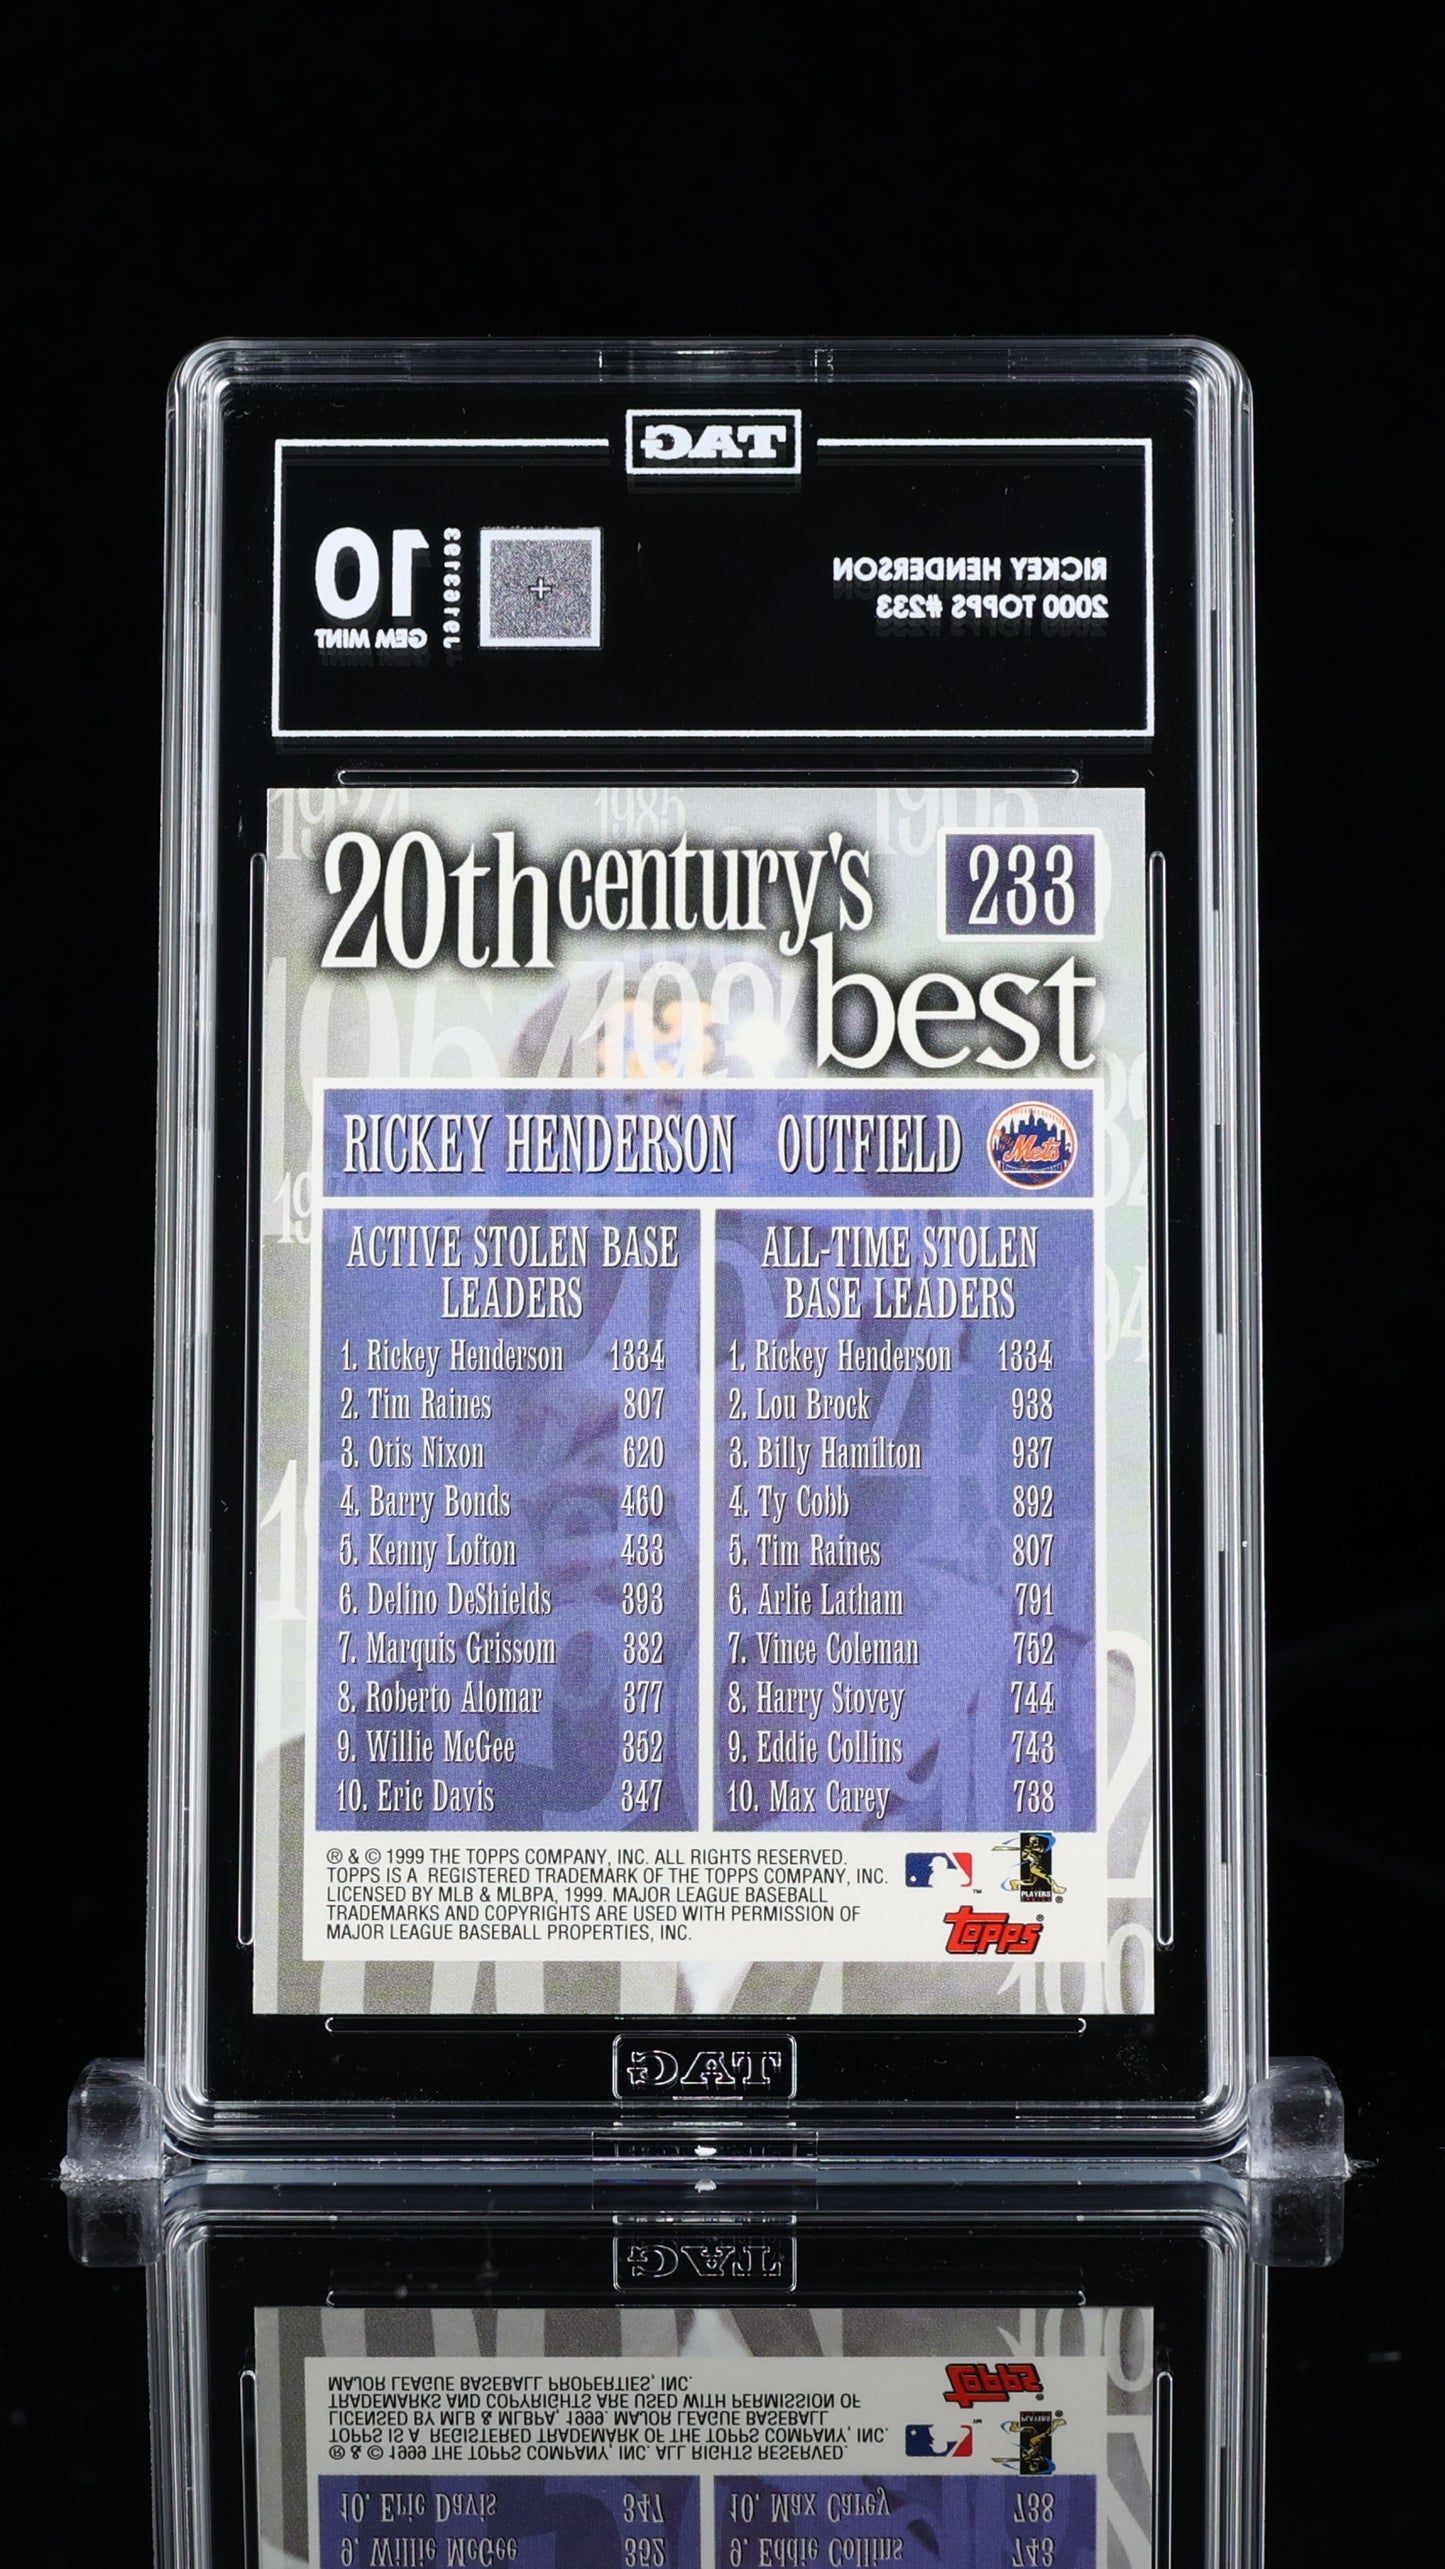 TAG
RICKEY HENDERSON
2000 TOPPS #233
10
GEM MINT
20th century's
best
233
RICKEY HENDERSON OUTFIELD
Mets
ACTIVE STOLEN BASE
LEADERS
1. Rickey Henderson 1334
2. Tim Raines 807
3. Otis Nixon 620
4. Barry Bonds 460
5. Kenny Lofton 433
6. Delino DeShields 393
7. Marquis Grissom 382
8. Roberto Alomar 377
9. Willie McGee 352
10. Eric Davis 347
ALL-TIME STOLEN
BASE LEADERS
1. Rickey Henderson 1334
2. Lou Brock 938
3. Billy Hamilton 937
4. Ty Cobb 892
5. Tim Raines 807
6. Arlie Latham 791
7. Vince Coleman 752
8. Harry Stovey 744
9. Eddie Collins 743
10. Max Carey 738
® & © 1999 THE TOPPS COMPANY, INC. ALL RIGHTS RESERVED.
TOPPS IS A REGISTERED TRADEMARK OF THE TOPPS COMPANY, INC.
LICENSED BY MLB & MLBPA, 1999. MAJOR LEAGUE BASEBALL
TRADEMARKS AND COPYRIGHTS ARE USED WITH PERMISSION OF
MAJOR LEAGUE BASEBALL PROPERTIES, INC.
PLAYERS
Topps
TAG